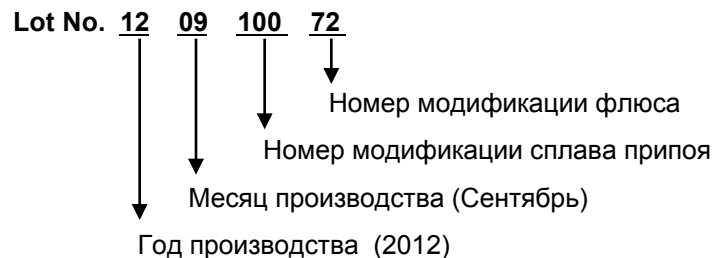 Lot No. 12 09 100 72
Номер модификации флюса
Номер модификации сплава припоя
Месяц производства (Сентябрь)
Год производства (2012)